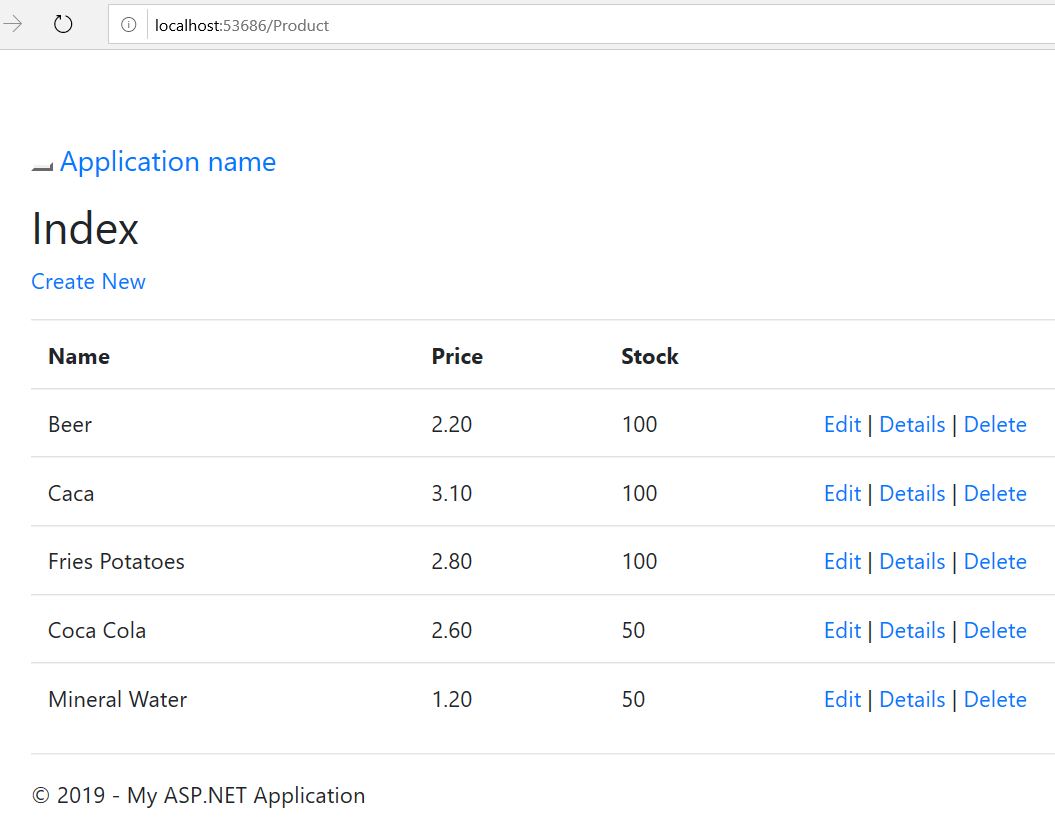 localhost:53686/Product
Application name
Index
Create New
Name Price Stock
Beer 2.20 100 Edit | Details | Delete
Caca 3.10 100 Edit | Details | Delete
Fries Potatoes 2.80 100 Edit | Details | Delete
Coca Cola 2.60 50 Edit | Details | Delete
Mineral Water 1.20 50 Edit | Details | Delete
© 2019 - My ASP.NET Application